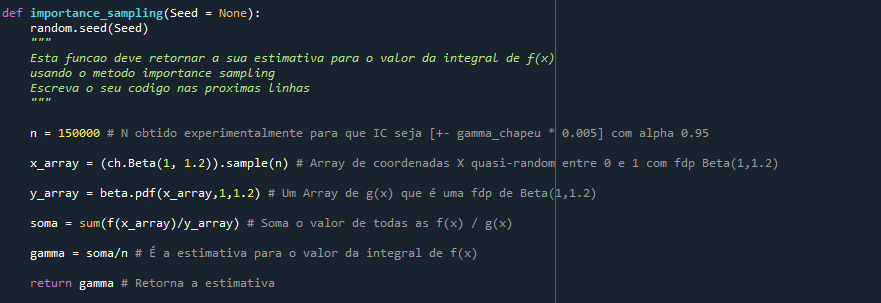 def importance_sampling(Seed = None):
    random.seed(Seed)
    """
    Esta funcao deve retornar a sua estimativa para o valor da integral de f(x)
    usando o metodo importance sampling
    Escreva o seu codigo nas proximas linhas
    """
    n = 150000 # N obtido experimentalmente para que IC seja [+- gamma_chapeu * 0.005] com alpha 0.95
    x_array = (ch.Beta(1, 1.2)).sample(n) # Array de coordenadas X quasi-random entre 0 e 1 com fdp Beta(1,1.2)
    y_array = beta.pdf(x_array,1,1.2) # Um Array de g(x) que é uma fdp de Beta(1,1.2)
    soma = sum(f(x_array)/y_array) # Soma o valor de todas as f(x) / g(x)
    gamma = soma/n # É a estimativa para o valor da integral de f(x)
    return gamma # Retorna a estimativa